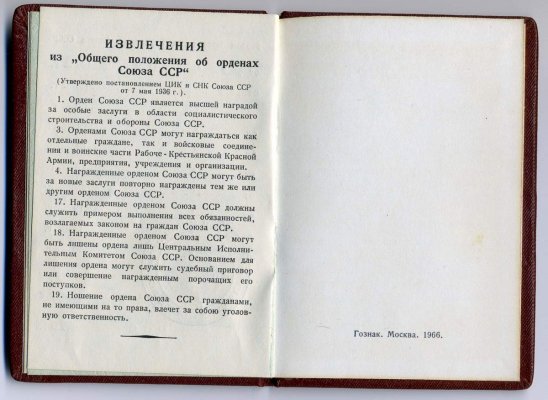 ИЗВЛЕЧЕНИЯ
из „Общего положения об орденах
Союза ССР“
(Утверждено постановлением ЦИК и СНК Союза ССР
от 7 мая 1936 г.).
1. Орден Союза ССР является высшей наградой
за особые заслуги в области социалистического
строительства и обороны Союза ССР.
3. Орденами Союза ССР могут награждаться как
отдельные граждане, так и войсковые соедине-
ния и воинские части Рабоче-Крестьянской Красной
Армии, предприятия, учреждения и организации.
4. Награжденные орденом Союза ССР могут быть
за новые заслуги повторно награждены тем же или
другим орденом Союза ССР.
17. Награжденные орденом Союза ССР должны
служить примером выполнения всех обязанностей,
возлагаемых законом на граждан Союза ССР.
18. Награжденные орденом Союза ССР могут
быть лишены ордена лишь Центральным Исполни-
тельным Комитетом Союза ССР. Основанием для
лишения ордена могут служить судебный приговор
или совершение награжденным порочащих его
поступков.
19. Ношение ордена Союза ССР гражданами,
не имеющими на то права, влечет за собою уголов-
ную ответственность.
Гознак. Москва. 1966.